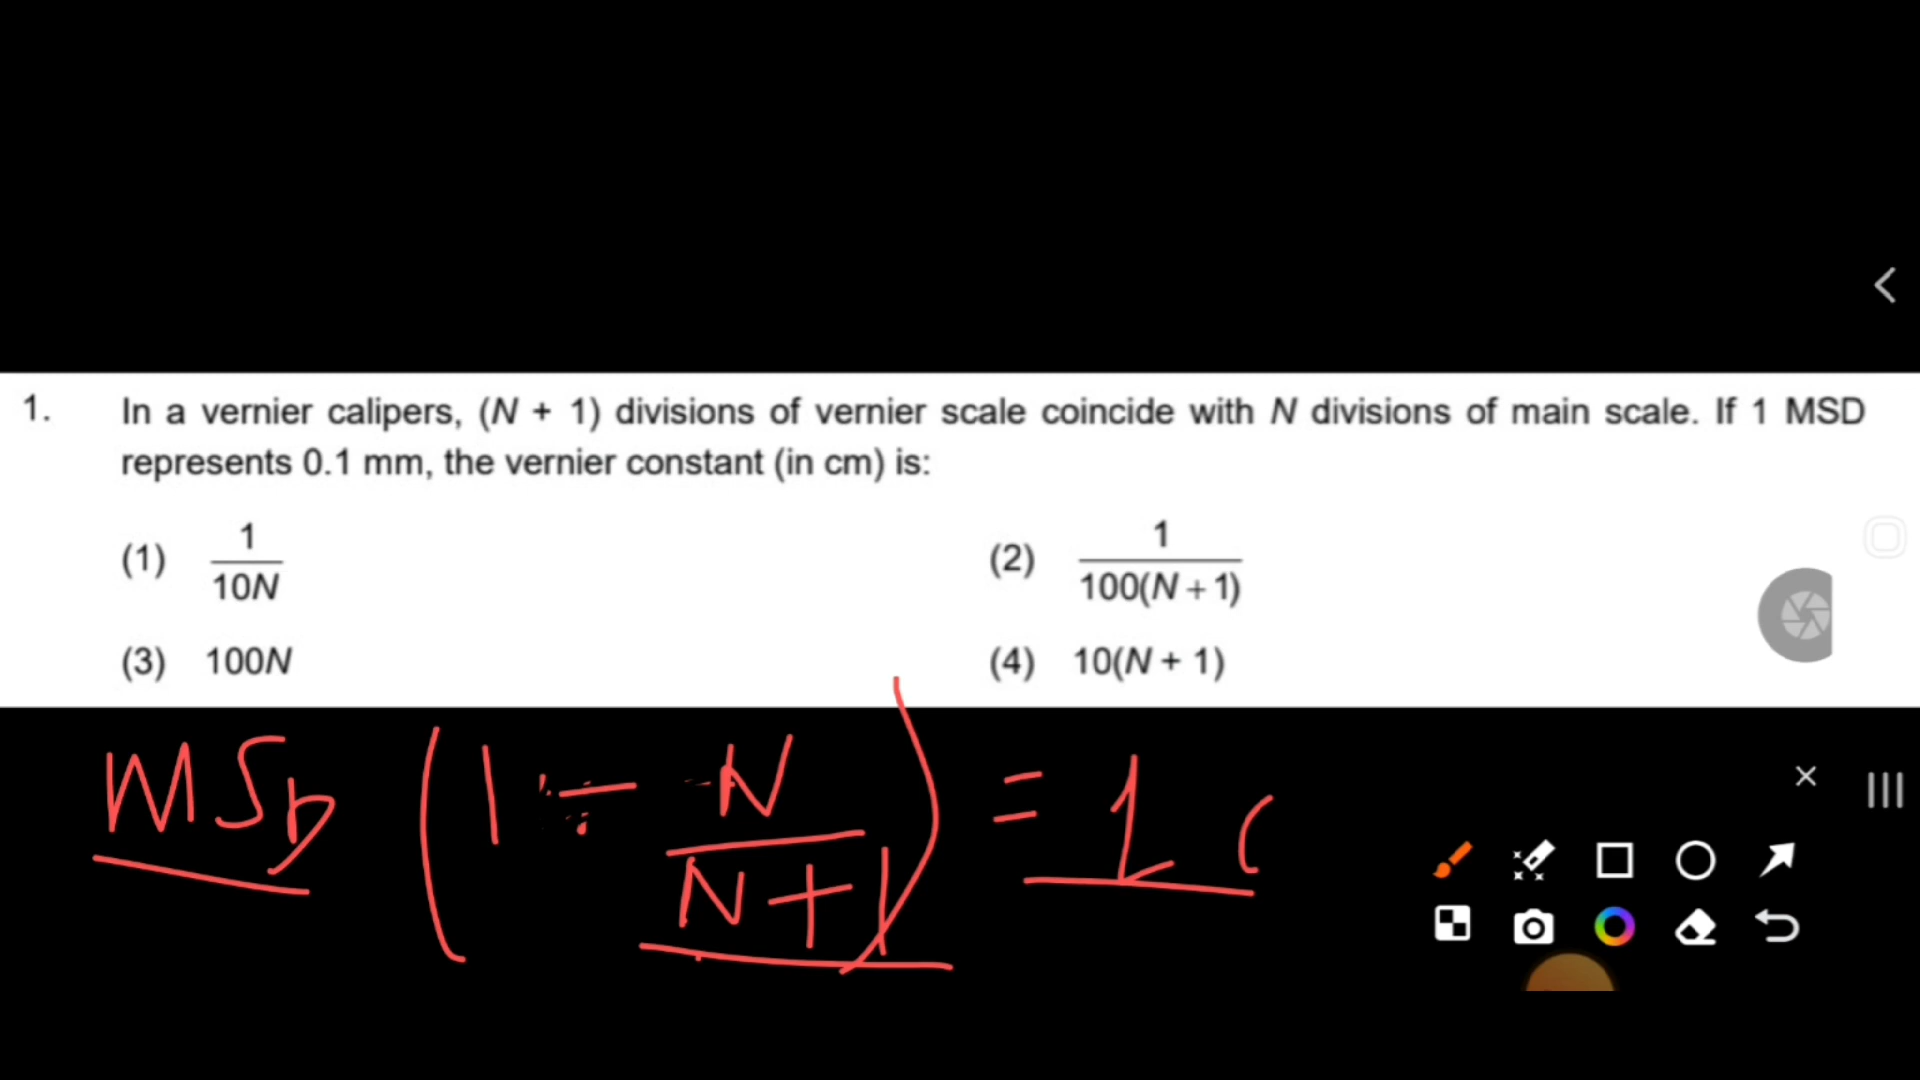 1. In a vernier calipers, (N + 1) divisions of vernier scale coincide with N divisions of main scale. If 1 MSD
represents 0.1 mm, the vernier constant (in cm) is:
(1) 1/10N (2) 1/100(N + 1)
(3) 100N (4) 10(N + 1)
MSD (1 - N/N+1) = 1 (